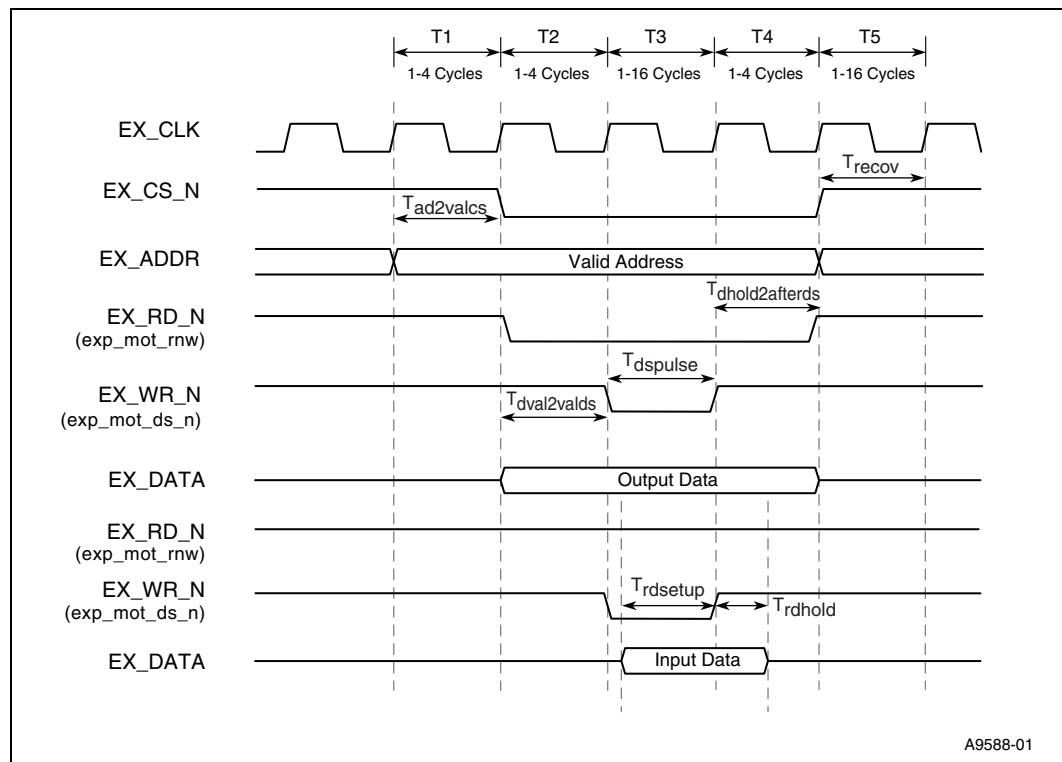 T1 T2 T3 T4 T5
1-4 Cycles 1-4 Cycles 1-16 Cycles 1-4 Cycles 1-16 Cycles
EX_CLK
Trecov
EX_CS_N
Tad2valcs
EX_ADDR Valid Address
Tdhold2afterds
EX_RD_N
(exp_mot_rnw)
Tdspulse
EX_WR_N
(exp_mot_ds_n)
Tdval2valds
EX_DATA Output Data
EX_RD_N
(exp_mot_rnw)
EX_WR_N
(exp_mot_ds_n)
Trdsetup
Trdhold
EX_DATA Input Data
A9588-01